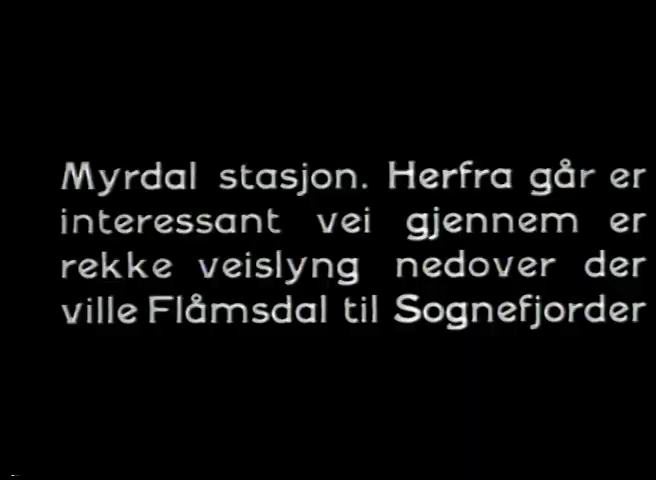 Myrdal stasjon. Herfra går er
interessant vei gjennem er
rekke veislyng nedover der
ville Flåmsdal til Sognefjorder